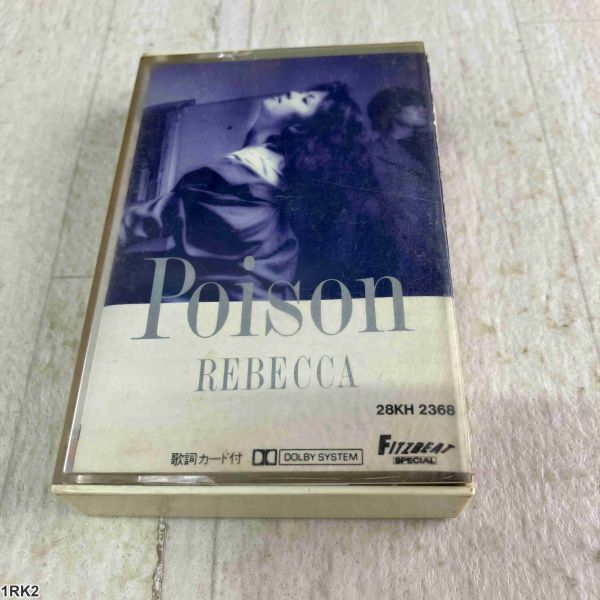 Poison
REBECCA
28KH 2368
歌詞カード付 DOLBY SYSTEM FITZBEAT
SPECIAL
1RK2